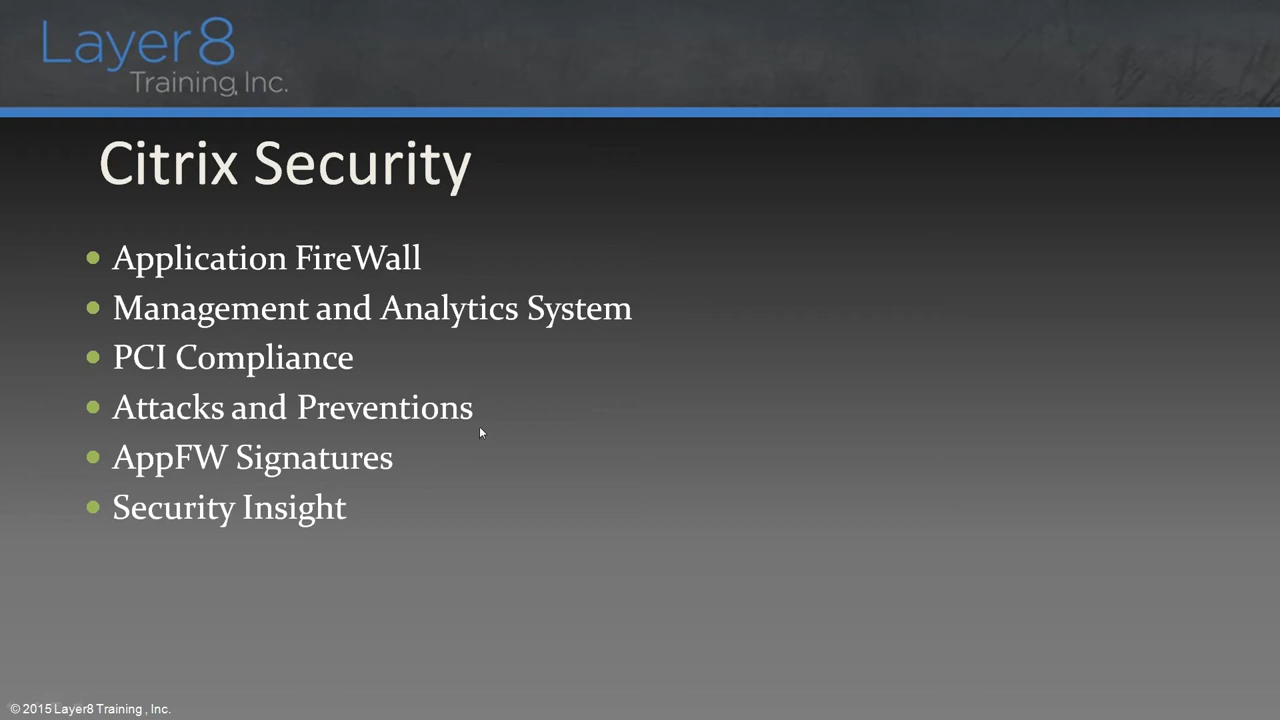 Layer8
Training, Inc.
Citrix Security
• Application FireWall
• Management and Analytics System
• PCI Compliance
• Attacks and Preventions
• AppFW Signatures
• Security Insight
© 2015 Layer8 Training , Inc.